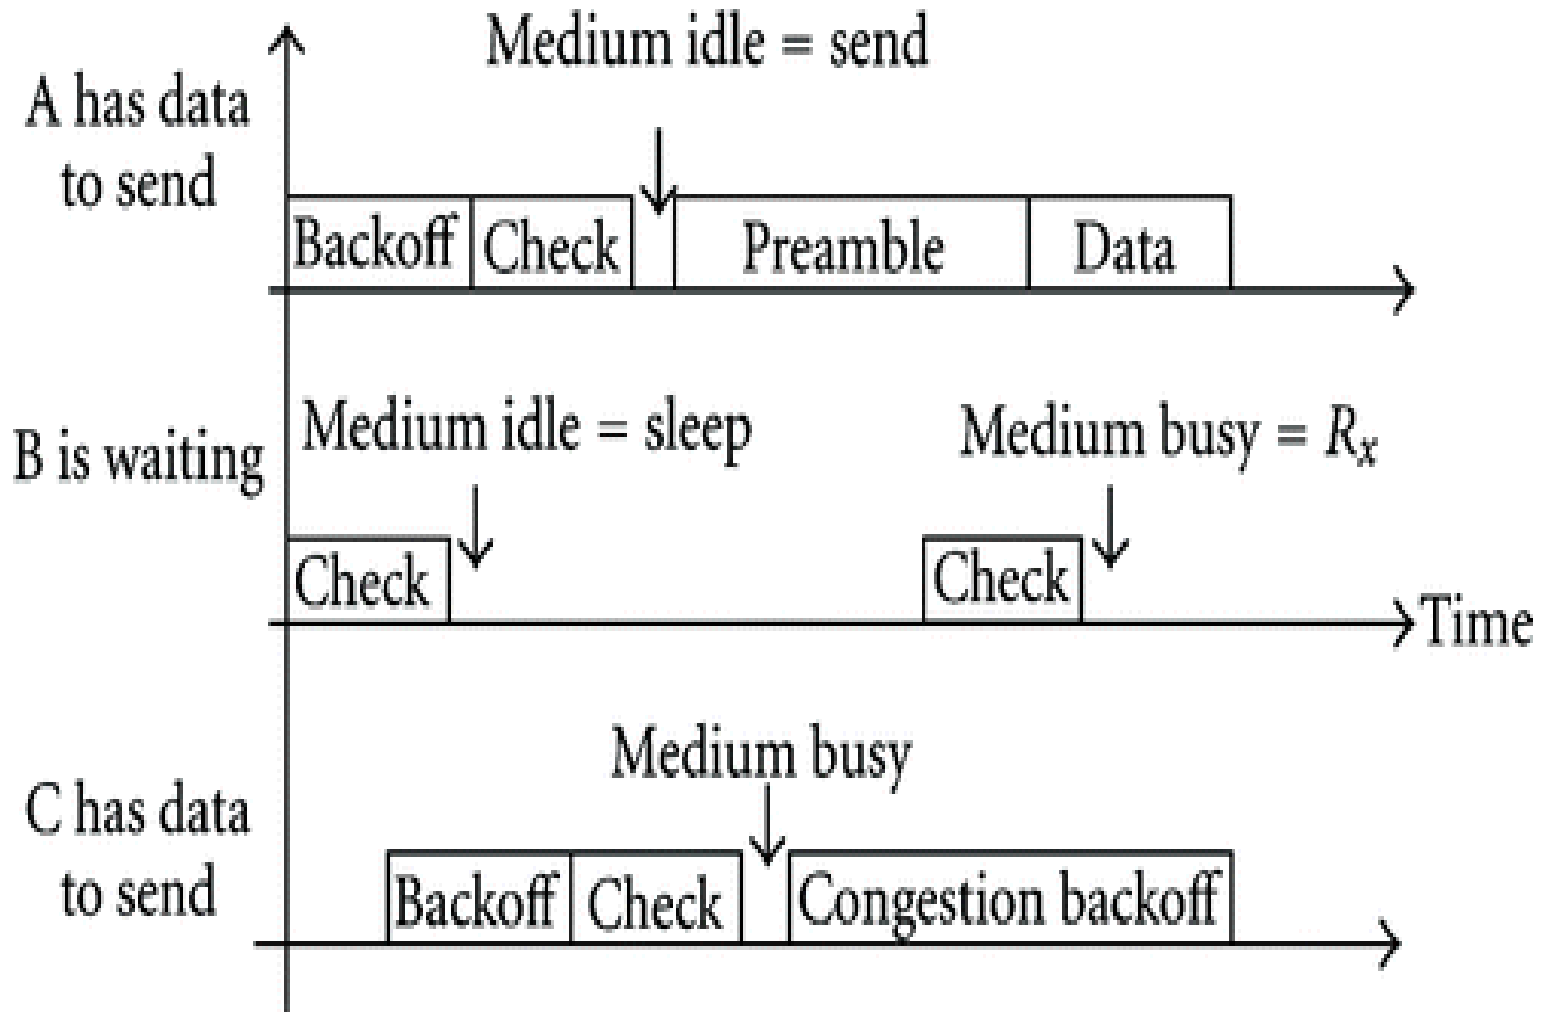 Medium idle = send
A has data
to send
Backoff Check Preamble Data
Medium idle = sleep
Medium busy = Rₓ
B is waiting
Check Check
Time
Medium busy
C has data
to send
Backoff Check Congestion backoff